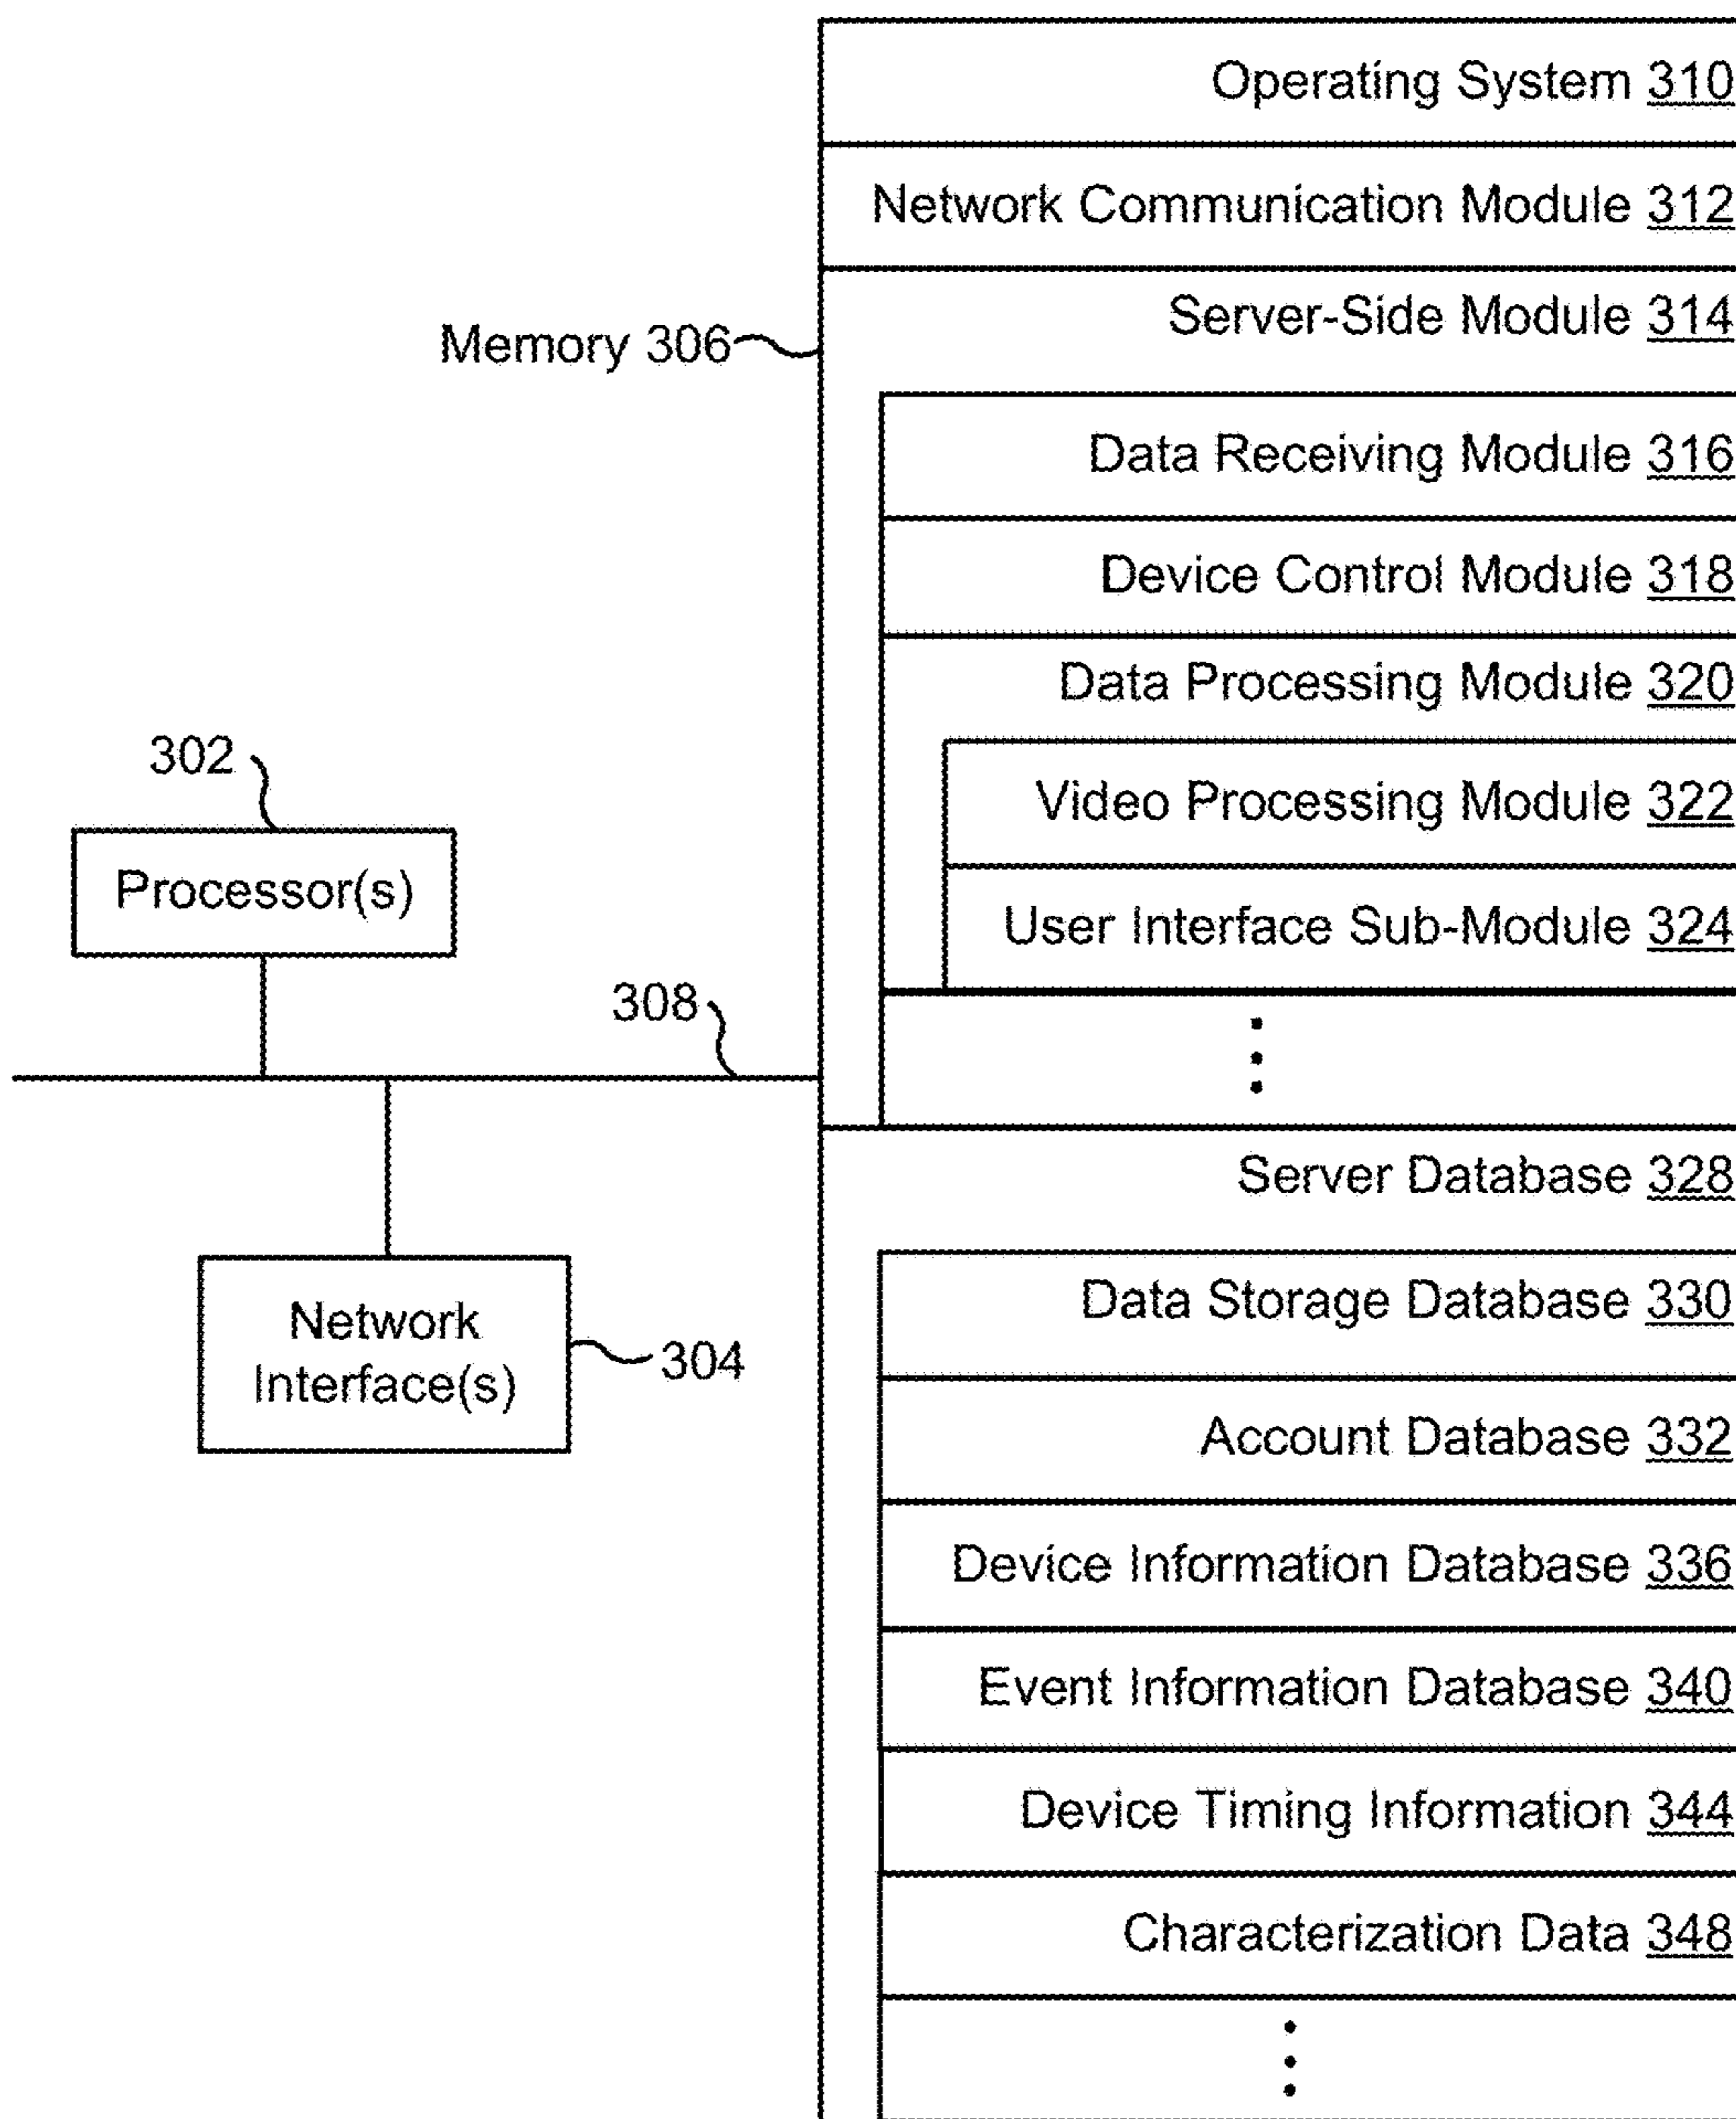 Operating System 310
Network Communication Module 312
Server-Side Module 314
Memory 306
Data Receiving Module 316
Device Control Module 318
Data Processing Module 320
302
Video Processing Module 322
Processor(s)
User Interface Sub-Module 324
308
Server Database 328
Data Storage Database 330
Network
Interface(s)
304
Account Database 332
Device Information Database 336
Event Information Database 340
Device Timing Information 344
Characterization Data 348